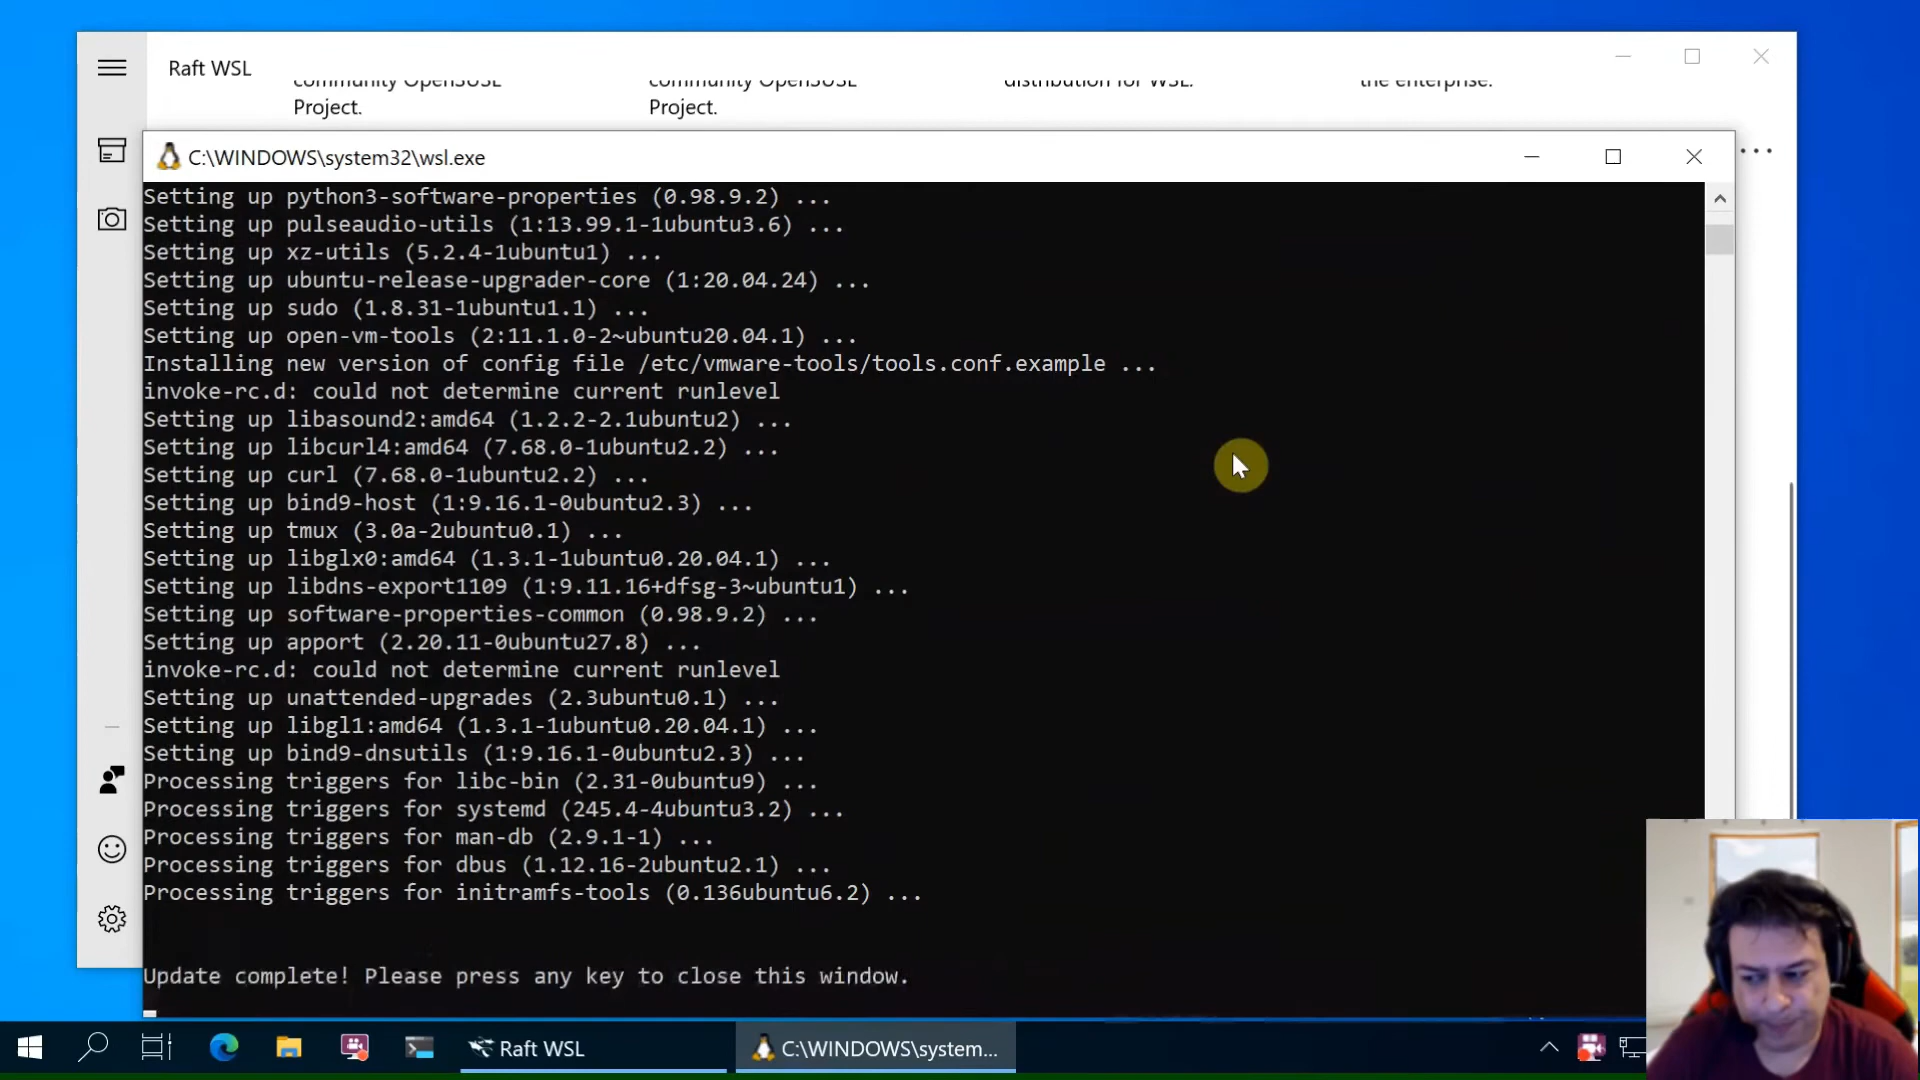 Raft WSL
community OpenSUSE
Project.
community OpenSUSE
Project.
distribution for WSL.
the enterprise.
C:\WINDOWS\system32\wsl.exe
Setting up python3-software-properties (0.98.9.2) ...
Setting up pulseaudio-utils (1:13.99.1-1ubuntu3.6) ...
Setting up xz-utils (5.2.4-1ubuntu1) ...
Setting up ubuntu-release-upgrader-core (1:20.04.24) ...
Setting up sudo (1.8.31-1ubuntu1.1) ...
Setting up open-vm-tools (2:11.1.0-2~ubuntu20.04.1) ...
Installing new version of config file /etc/vmware-tools/tools.conf.example ...
invoke-rc.d: could not determine current runlevel
Setting up libasound2:amd64 (1.2.2-2.1ubuntu2) ...
Setting up libcurl4:amd64 (7.68.0-1ubuntu2.2) ...
Setting up curl (7.68.0-1ubuntu2.2) ...
Setting up bind9-host (1:9.16.1-0ubuntu2.3) ...
Setting up tmux (3.0a-2ubuntu0.1) ...
Setting up libglx0:amd64 (1.3.1-1ubuntu0.20.04.1) ...
Setting up libdns-export1109 (1:9.11.16+dfsg-3~ubuntu1) ...
Setting up software-properties-common (0.98.9.2) ...
Setting up apport (2.20.11-0ubuntu27.8) ...
invoke-rc.d: could not determine current runlevel
Setting up unattended-upgrades (2.3ubuntu0.1) ...
Setting up libgl1:amd64 (1.3.1-1ubuntu0.20.04.1) ...
Setting up bind9-dnsutils (1:9.16.1-0ubuntu2.3) ...
Processing triggers for libc-bin (2.31-0ubuntu9) ...
Processing triggers for systemd (245.4-4ubuntu3.2) ...
Processing triggers for man-db (2.9.1-1) ...
Processing triggers for dbus (1.12.16-2ubuntu2.1) ...
Processing triggers for initramfs-tools (0.136ubuntu6.2) ...
Update complete! Please press any key to close this window.
Raft WSL
C:\WINDOWS\system...